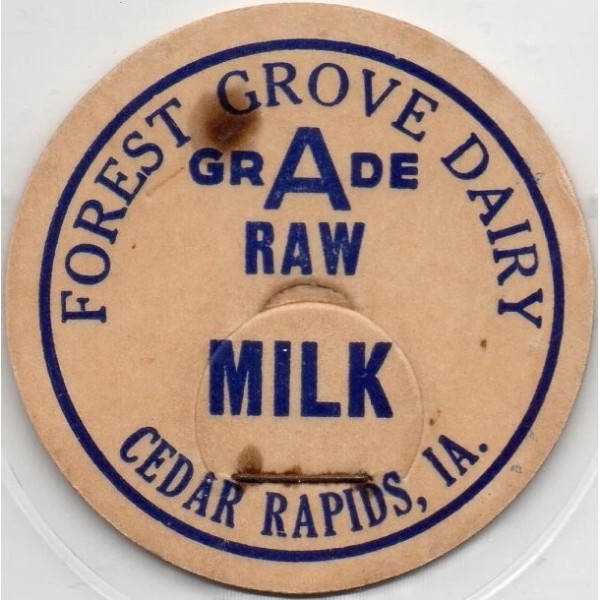 FOREST GROVE DAIRY
GRADE
RAW
MILK
CEDAR RAPIDS, IA.